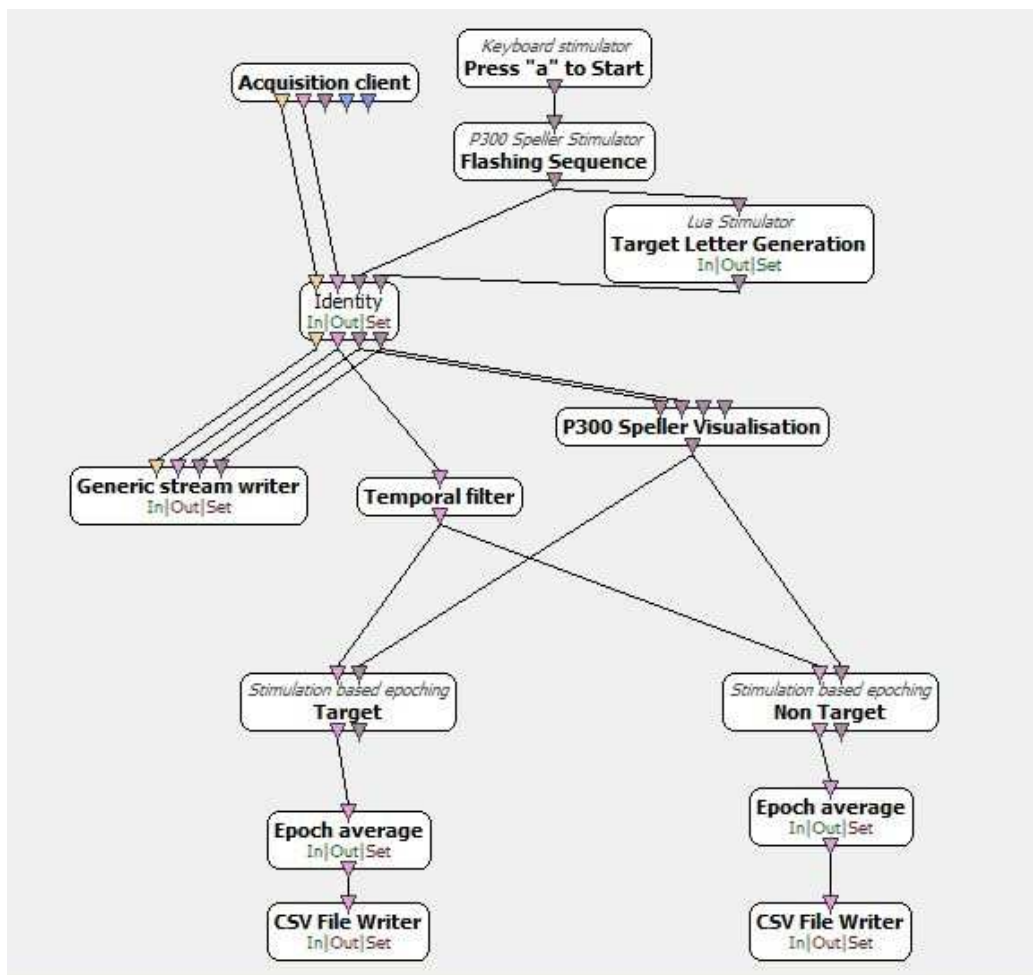 Keyboard stimulator
Press "a" to Start
Acquisition client
P300 Speller Stimulator
Flashing Sequence
Lua Stimulator
Target Letter Generation
In|Out|Set
Identity
In|Out|Set
P300 Speller Visualisation
Generic stream writer
In|Out|Set
Temporal filter
Stimulation based epoching
Target
Stimulation based epoching
Non Target
Epoch average
In|Out|Set
Epoch average
In|Out|Set
CSV File Writer
In|Out|Set
CSV File Writer
In|Out|Set